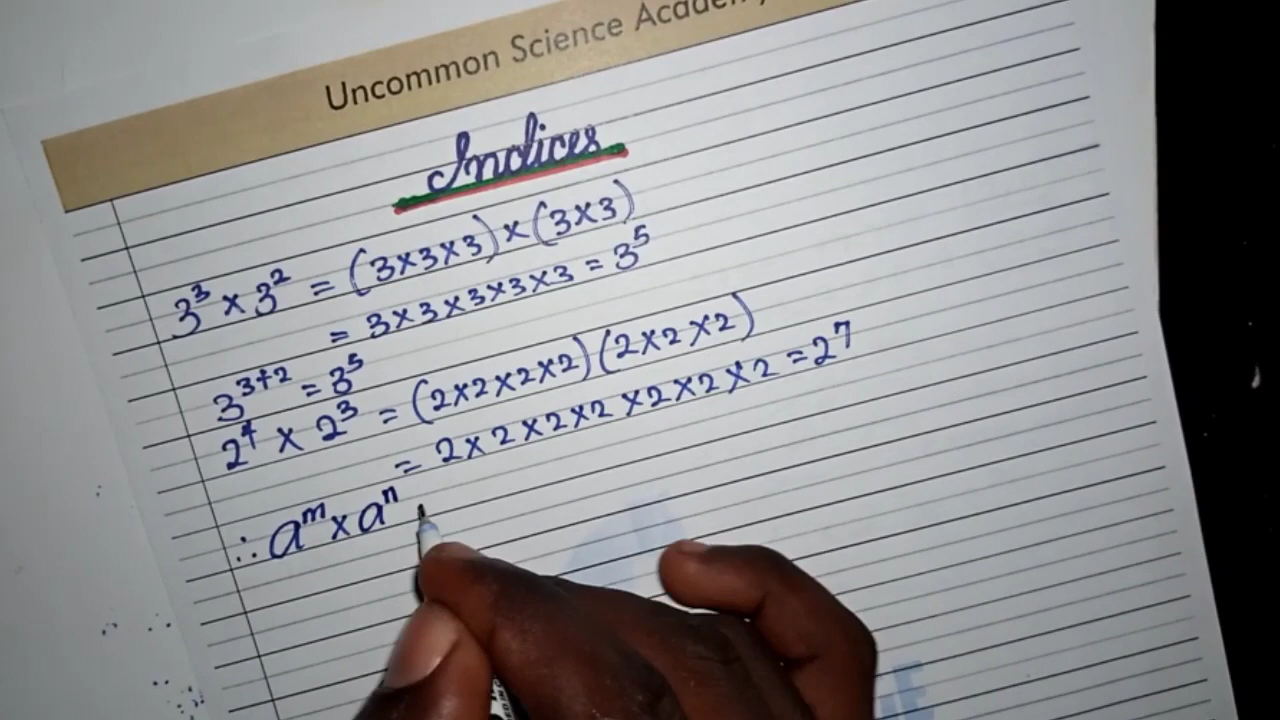 Uncommon Science Academy
Indices
3³ × 3² = (3×3×3) × (3×3)
= 3×3×3×3×3 = 3⁵
3³⁺² = 3⁵
2⁴ × 2³ = (2×2×2×2)(2×2×2)
= 2×2×2×2×2×2×2 = 2⁷
∴ aᵐ × aⁿ